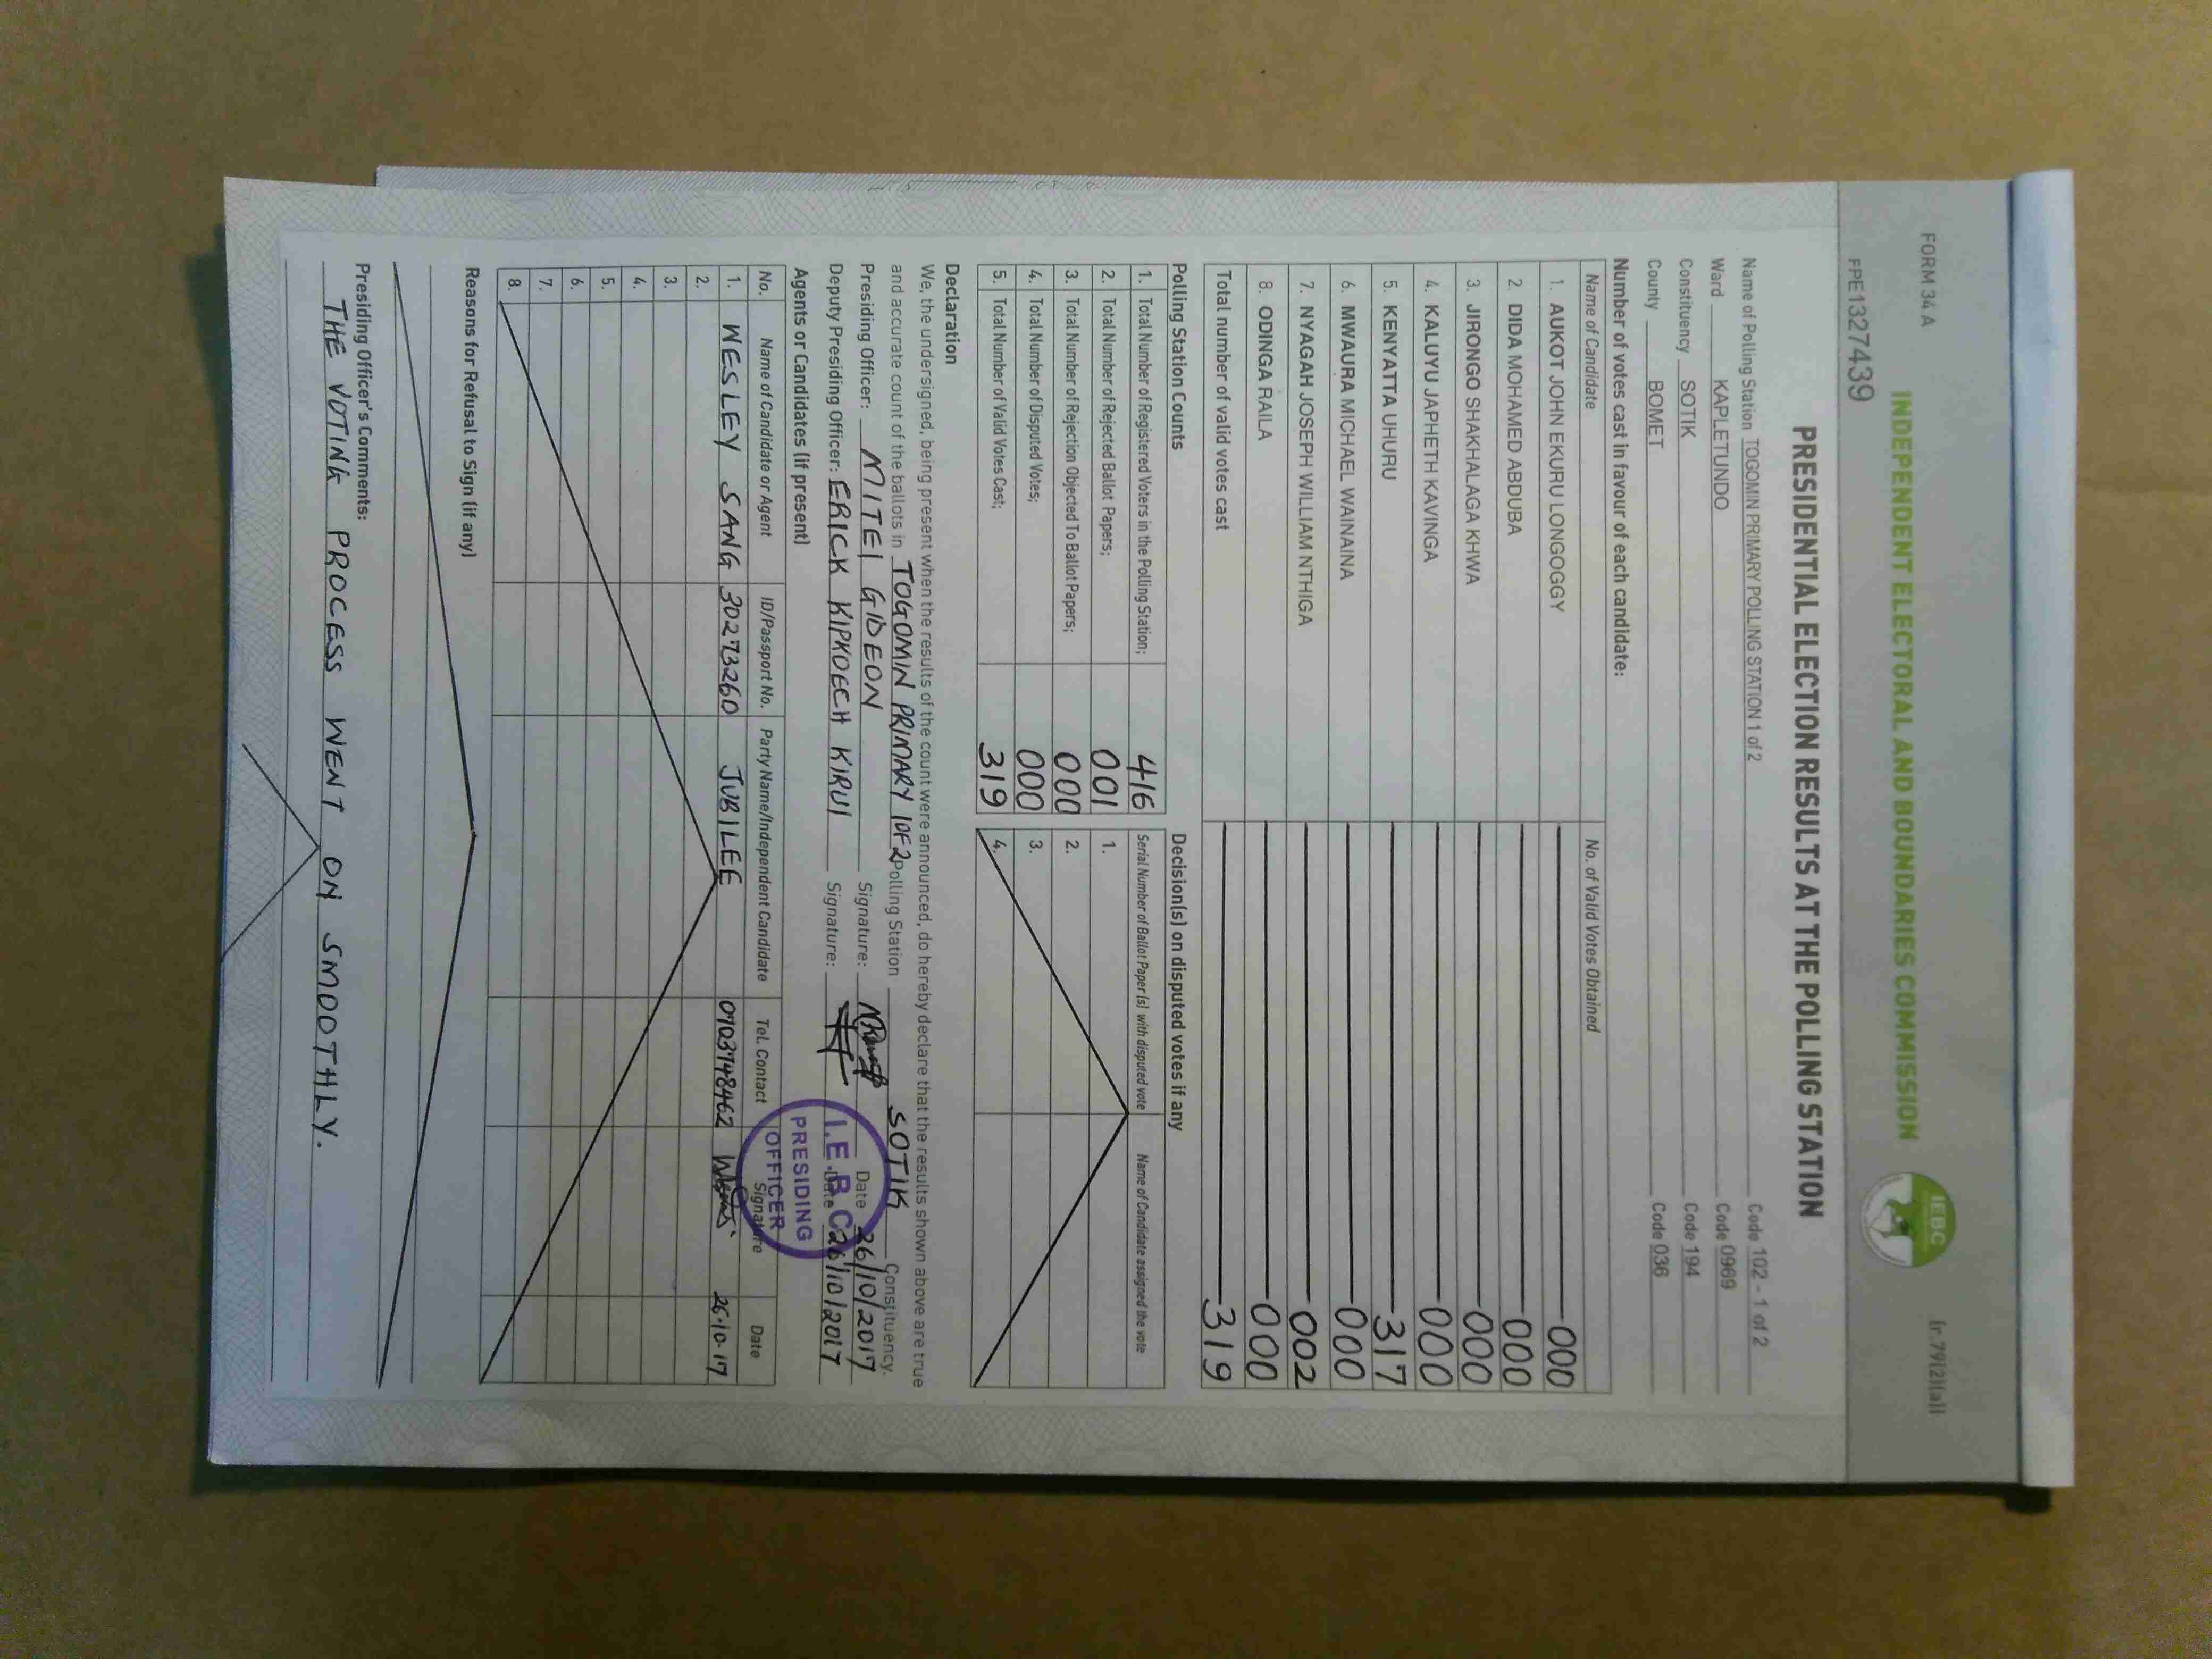 FORM 34 A
[r.79(2)(a)]
INDEPENDENT ELECTORAL AND BOUNDARIES COMMISSION
IEBC
FPE1327439
PRESIDENTIAL ELECTION RESULTS AT THE POLLING STATION
Name of Polling Station TOGOMIN PRIMARY POLLING STATION 1 of 2 Code 102 - 1 of 2
Ward KAPLETUNDO Code 0969
Constituency SOTIK Code 194
County BOMET Code 036
Number of votes cast in favour of each candidate:
Name of Candidate No. of Valid Votes Obtained
1. AUKOT JOHN EKURU LONGOGGY 000
2. DIDA MOHAMED ABDUBA 000
3. JIRONGO SHAKHALAGA KHWA 000
4. KALUYU JAPHETH KAVINGA 000
5. KENYATTA UHURU 317
6. MWAURA MICHAEL WAINAINA 000
7. NYAGAH JOSEPH WILLIAM NTHIGA 002
8. ODINGA RAILA 000
Total number of valid votes cast 319
Polling Station Counts
1. Total Number of Registered Voters in the Polling Station; 416
2. Total Number of Rejected Ballot Papers; 001
3. Total Number of Rejection Objected To Ballot Papers; 000
4. Total Number of Disputed Votes; 000
5. Total Number of Valid Votes Cast; 319
Decision(s) on disputed votes if any
Serial Number of Ballot Paper (s) with disputed vote Name of Candidate assigned the vote
1.
2.
3.
4.
Declaration
We, the undersigned, being present when the results of the count were announced, do hereby declare that the results shown above are true
and accurate count of the ballots in TOGOMIN PRIMARY 1 OF 2 Polling Station SOTIK Constituency.
Presiding Officer: MITEI GIDEON Signature: Date 26/10/2017
Deputy Presiding Officer: ERICK KIPKOECH KIRUI Signature: Date 26/10/2017
I.E.B.C
PRESIDING
OFFICER
Agents or Candidates (if present)
No. Name of Candidate or Agent ID/Passport No. Party Name/Independent Candidate Tel. Contact Signature Date
1. WESLEY SANG 30273260 JUBILEE 0703748462 26-10-17
2.
3.
4.
5.
6.
7.
8.
Reasons for Refusal to Sign (if any)
Presiding Officer's Comments:
THE VOTING PROCESS WENT ON SMOOTHLY.